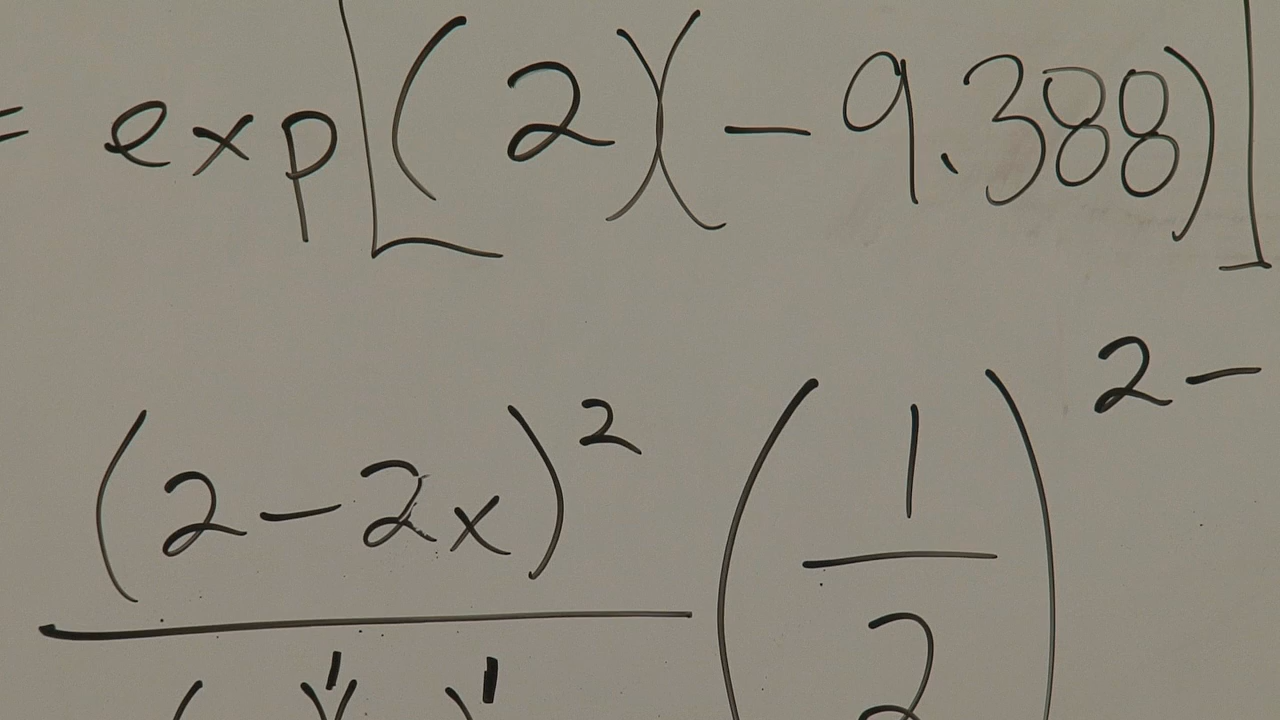 = exp[(2)(-9.388)]
(2-2x)² (1/2)²⁻